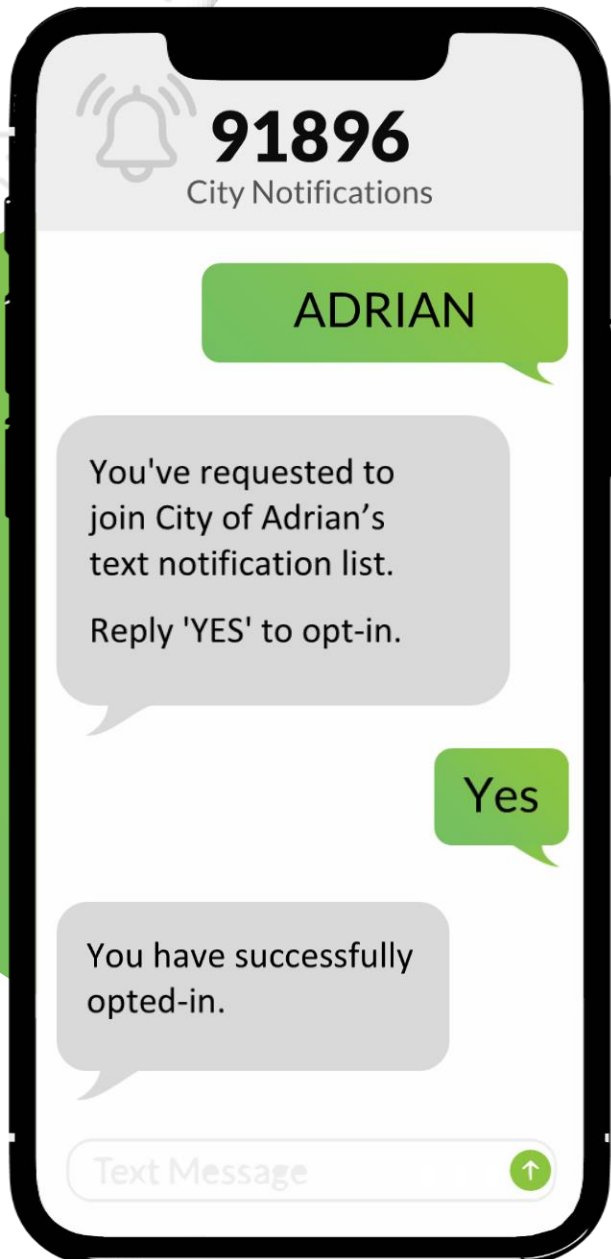 91896
City Notifications
ADRIAN
You've requested to
join City of Adrian’s
text notification list.
Reply 'YES' to opt-in.
Yes
You have successfully
opted-in.
Text Message